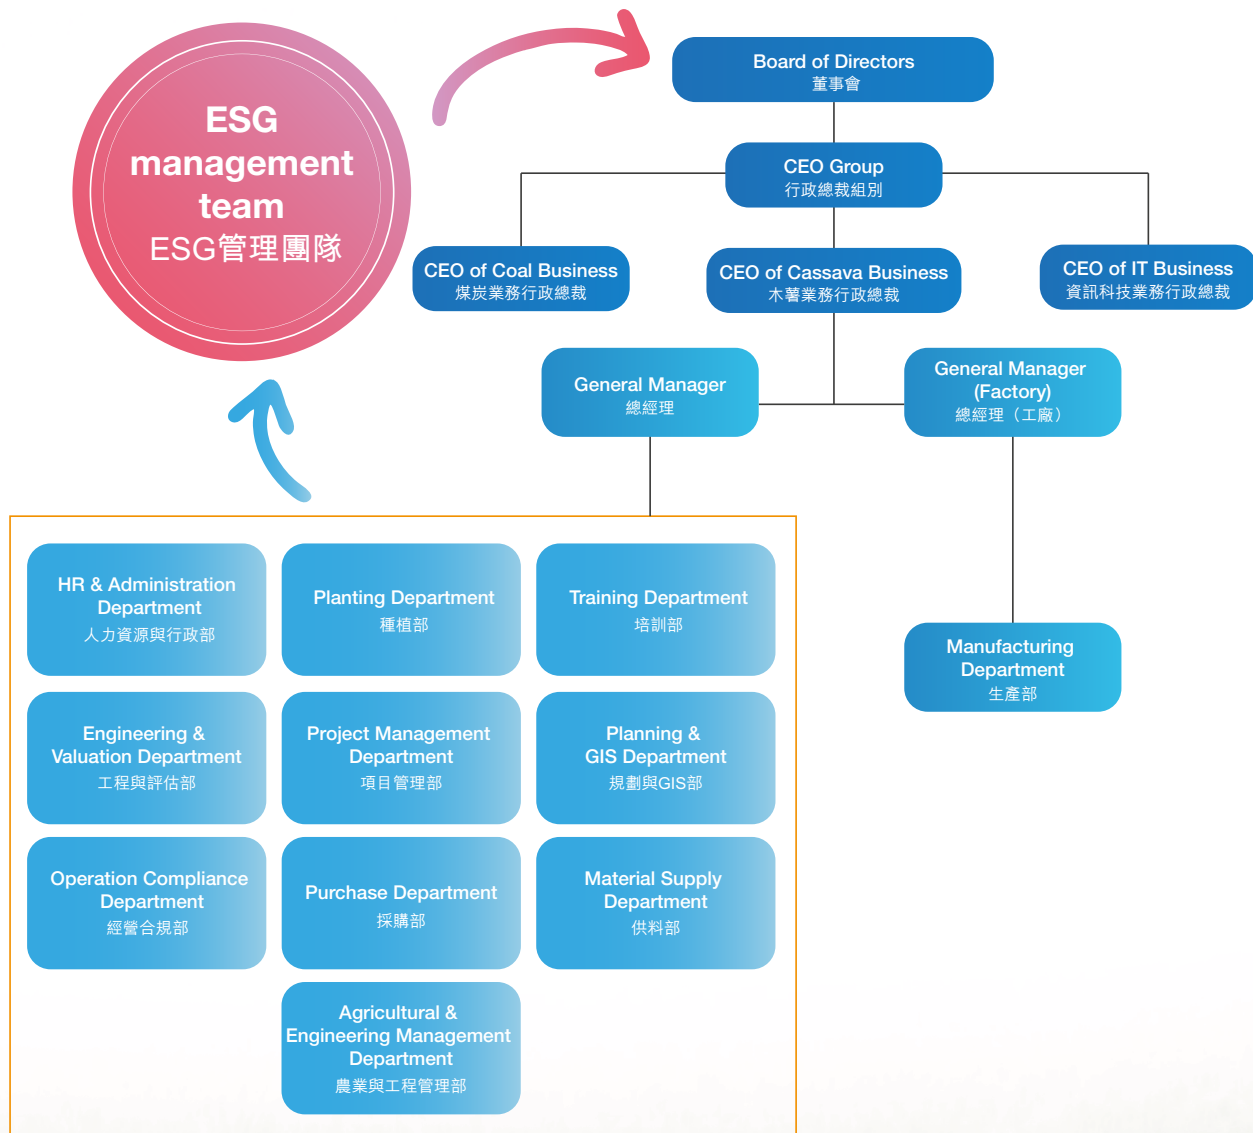 ESG
management
team
ESG管理團隊
Board of Directors
董事會
CEO Group
行政總裁組別
CEO of Coal Business
煤炭業務行政總裁
CEO of Cassava Business
木薯業務行政總裁
CEO of IT Business
資訊科技業務行政總裁
General Manager
總經理
General Manager
(Factory)
總經理（工廠）
HR & Administration
Department
人力資源與行政部
Planting Department
種植部
Training Department
培訓部
Manufacturing
Department
生產部
Engineering &
Valuation Department
工程與評估部
Project Management
Department
項目管理部
Planning &
GIS Department
規劃與GIS部
Operation Compliance
Department
經營合規部
Purchase Department
採購部
Material Supply
Department
供料部
Agricultural &
Engineering Management
Department
農業與工程管理部